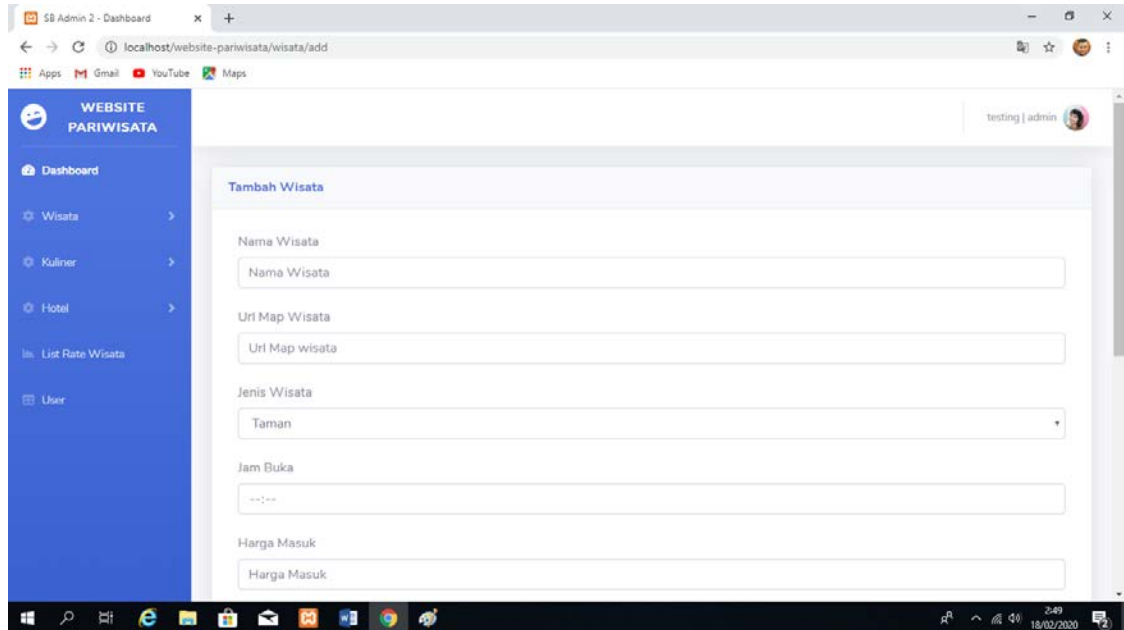 SB Admin 2 - Dashboard
localhost/website-pariwisata/wisata/add
Apps Gmail YouTube Maps
WEBSITE
PARIWISATA
testing | admin
Dashboard
Wisata
Kuliner
Hotel
List Rate Wisata
User
Tambah Wisata
Nama Wisata
Nama Wisata
Url Map Wisata
Url Map wisata
Jenis Wisata
Taman
Jam Buka
--:--
Harga Masuk
Harga Masuk
2:49
18/02/2020